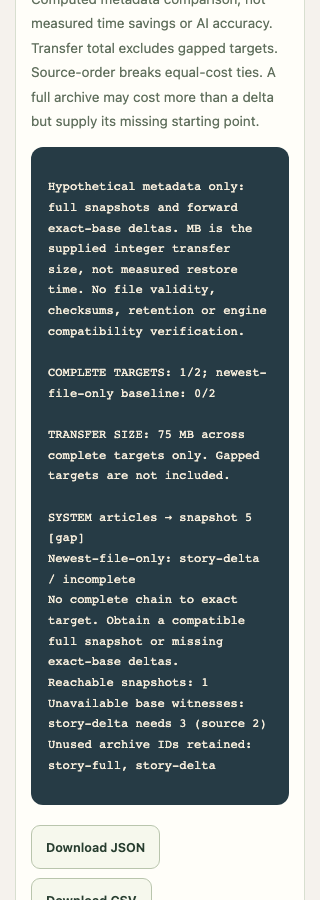 Computed metadata comparison, not
measured time savings or AI accuracy.
Transfer total excludes gapped targets.
Source-order breaks equal-cost ties. A
full archive may cost more than a delta
but supply its missing starting point.
Hypothetical metadata only:
full snapshots and forward
exact-base deltas. MB is the
supplied integer transfer
size, not measured restore
time. No file validity,
checksums, retention or engine
compatibility verification.
COMPLETE TARGETS: 1/2; newest-
file-only baseline: 0/2
TRANSFER SIZE: 75 MB across
complete targets only. Gapped
targets are not included.
SYSTEM articles → snapshot 5
[gap]
Newest-file-only: story-delta
/ incomplete
No complete chain to exact
target. Obtain a compatible
full snapshot or missing
exact-base deltas.
Reachable snapshots: 1
Unavailable base witnesses:
story-delta needs 3 (source 2)
Unused archive IDs retained:
story-full, story-delta
Download JSON
Download CSV